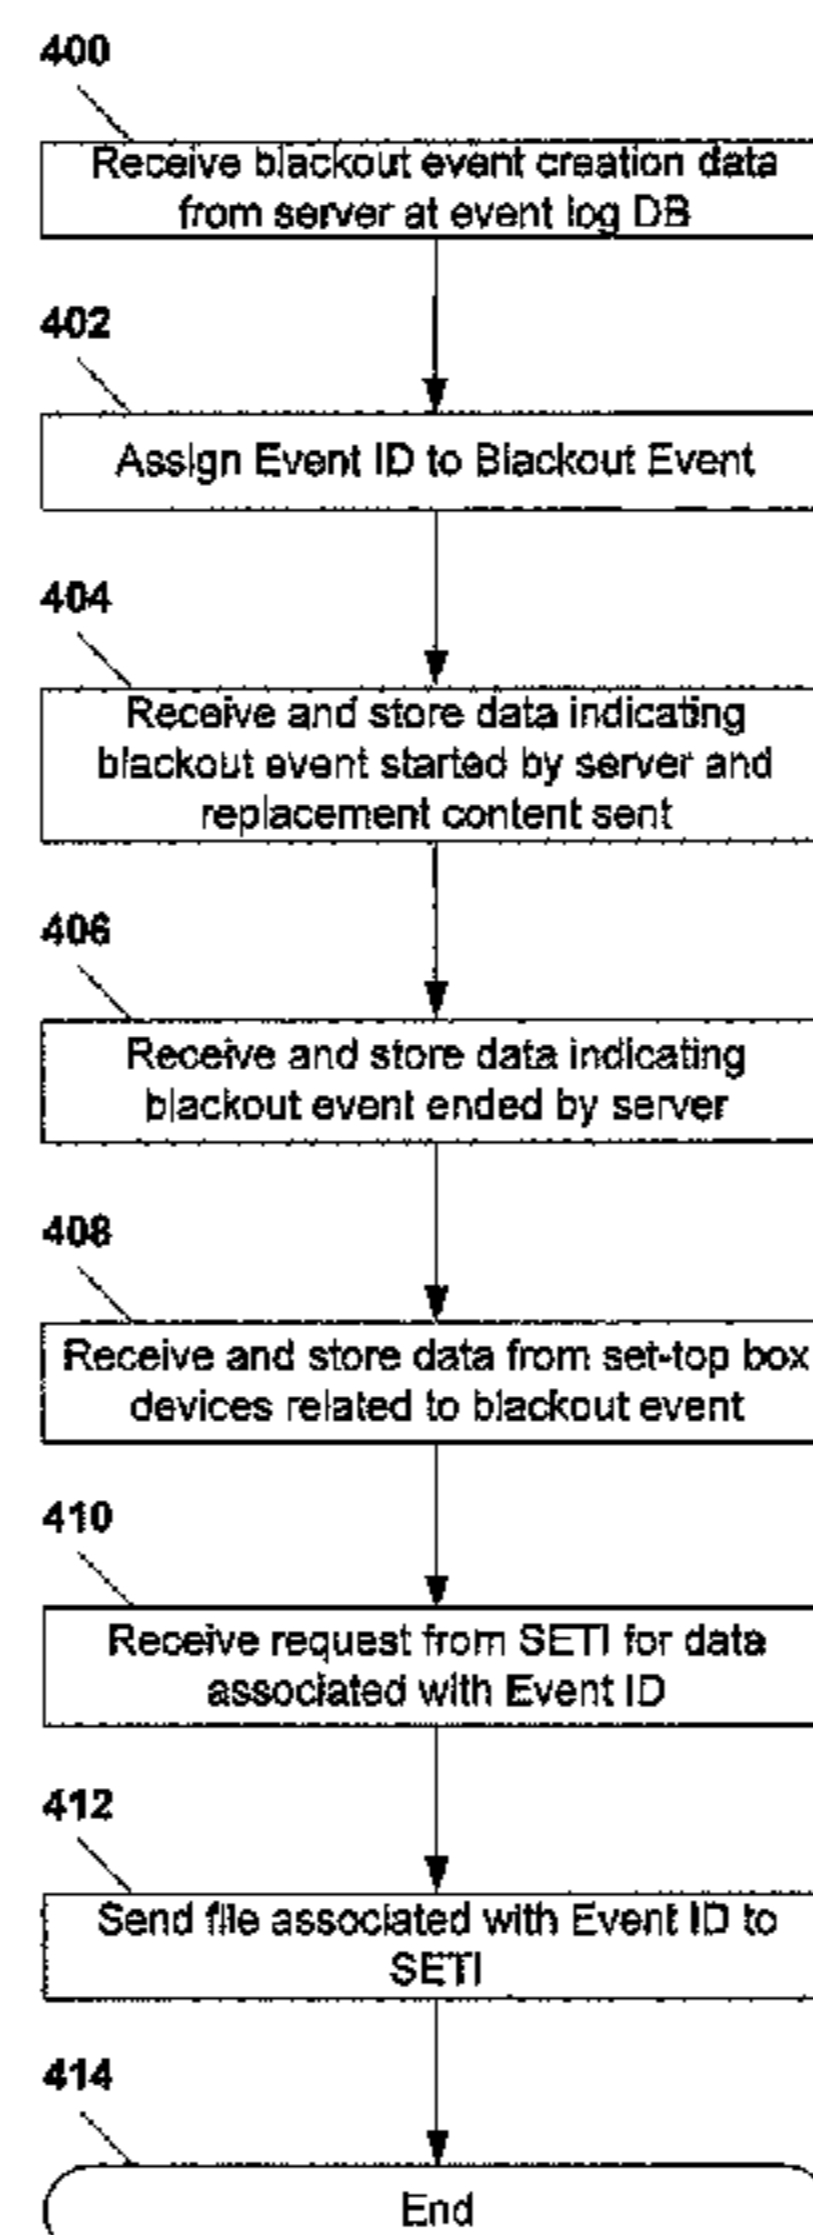 400
Receive blackout event creation data
from server at event log DB
402
Assign Event ID to Blackout Event
404
Receive and store data indicating
blackout event started by server and
replacement content sent
406
Receive and store data indicating
blackout event ended by server
408
Receive and store data from set-top box
devices related to blackout event
410
Receive request from SETI for data
associated with Event ID
412
Send file associated with Event ID to
SETI
414
End